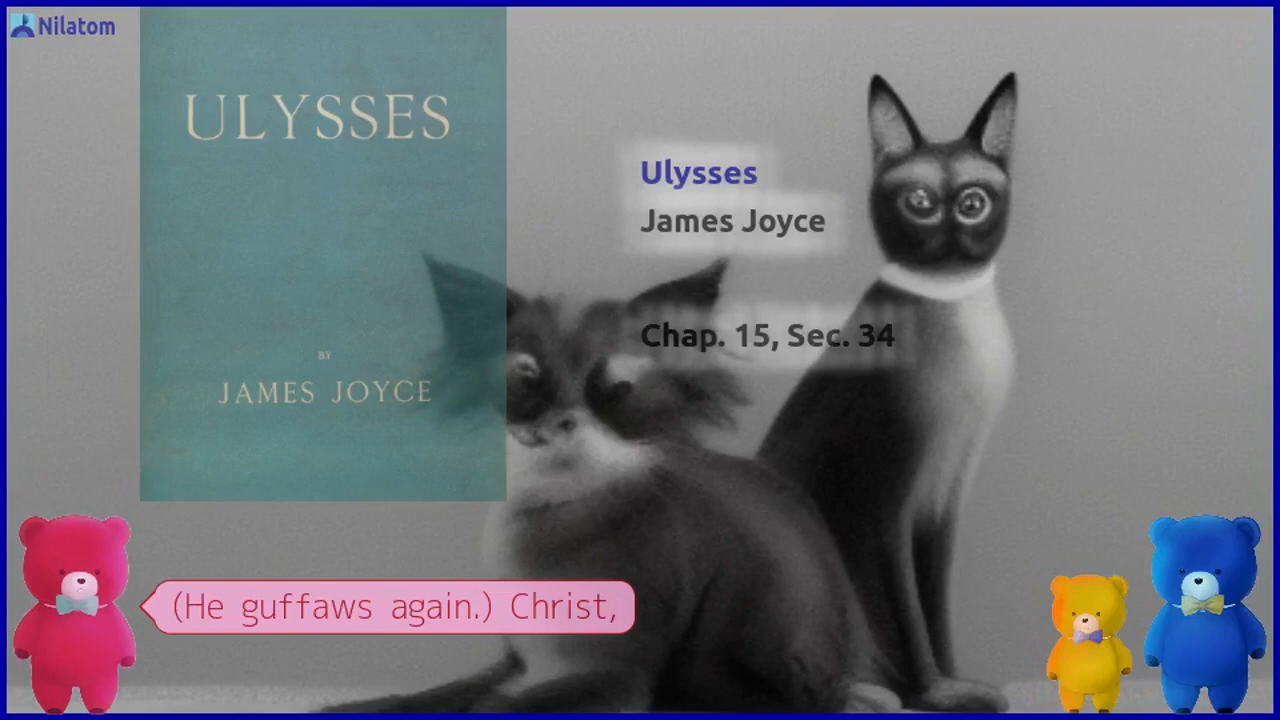 Nilatom
ULYSSES
BY
JAMES JOYCE
Ulysses
James Joyce
Chap. 15, Sec. 34
(He guffaws again.) Christ,